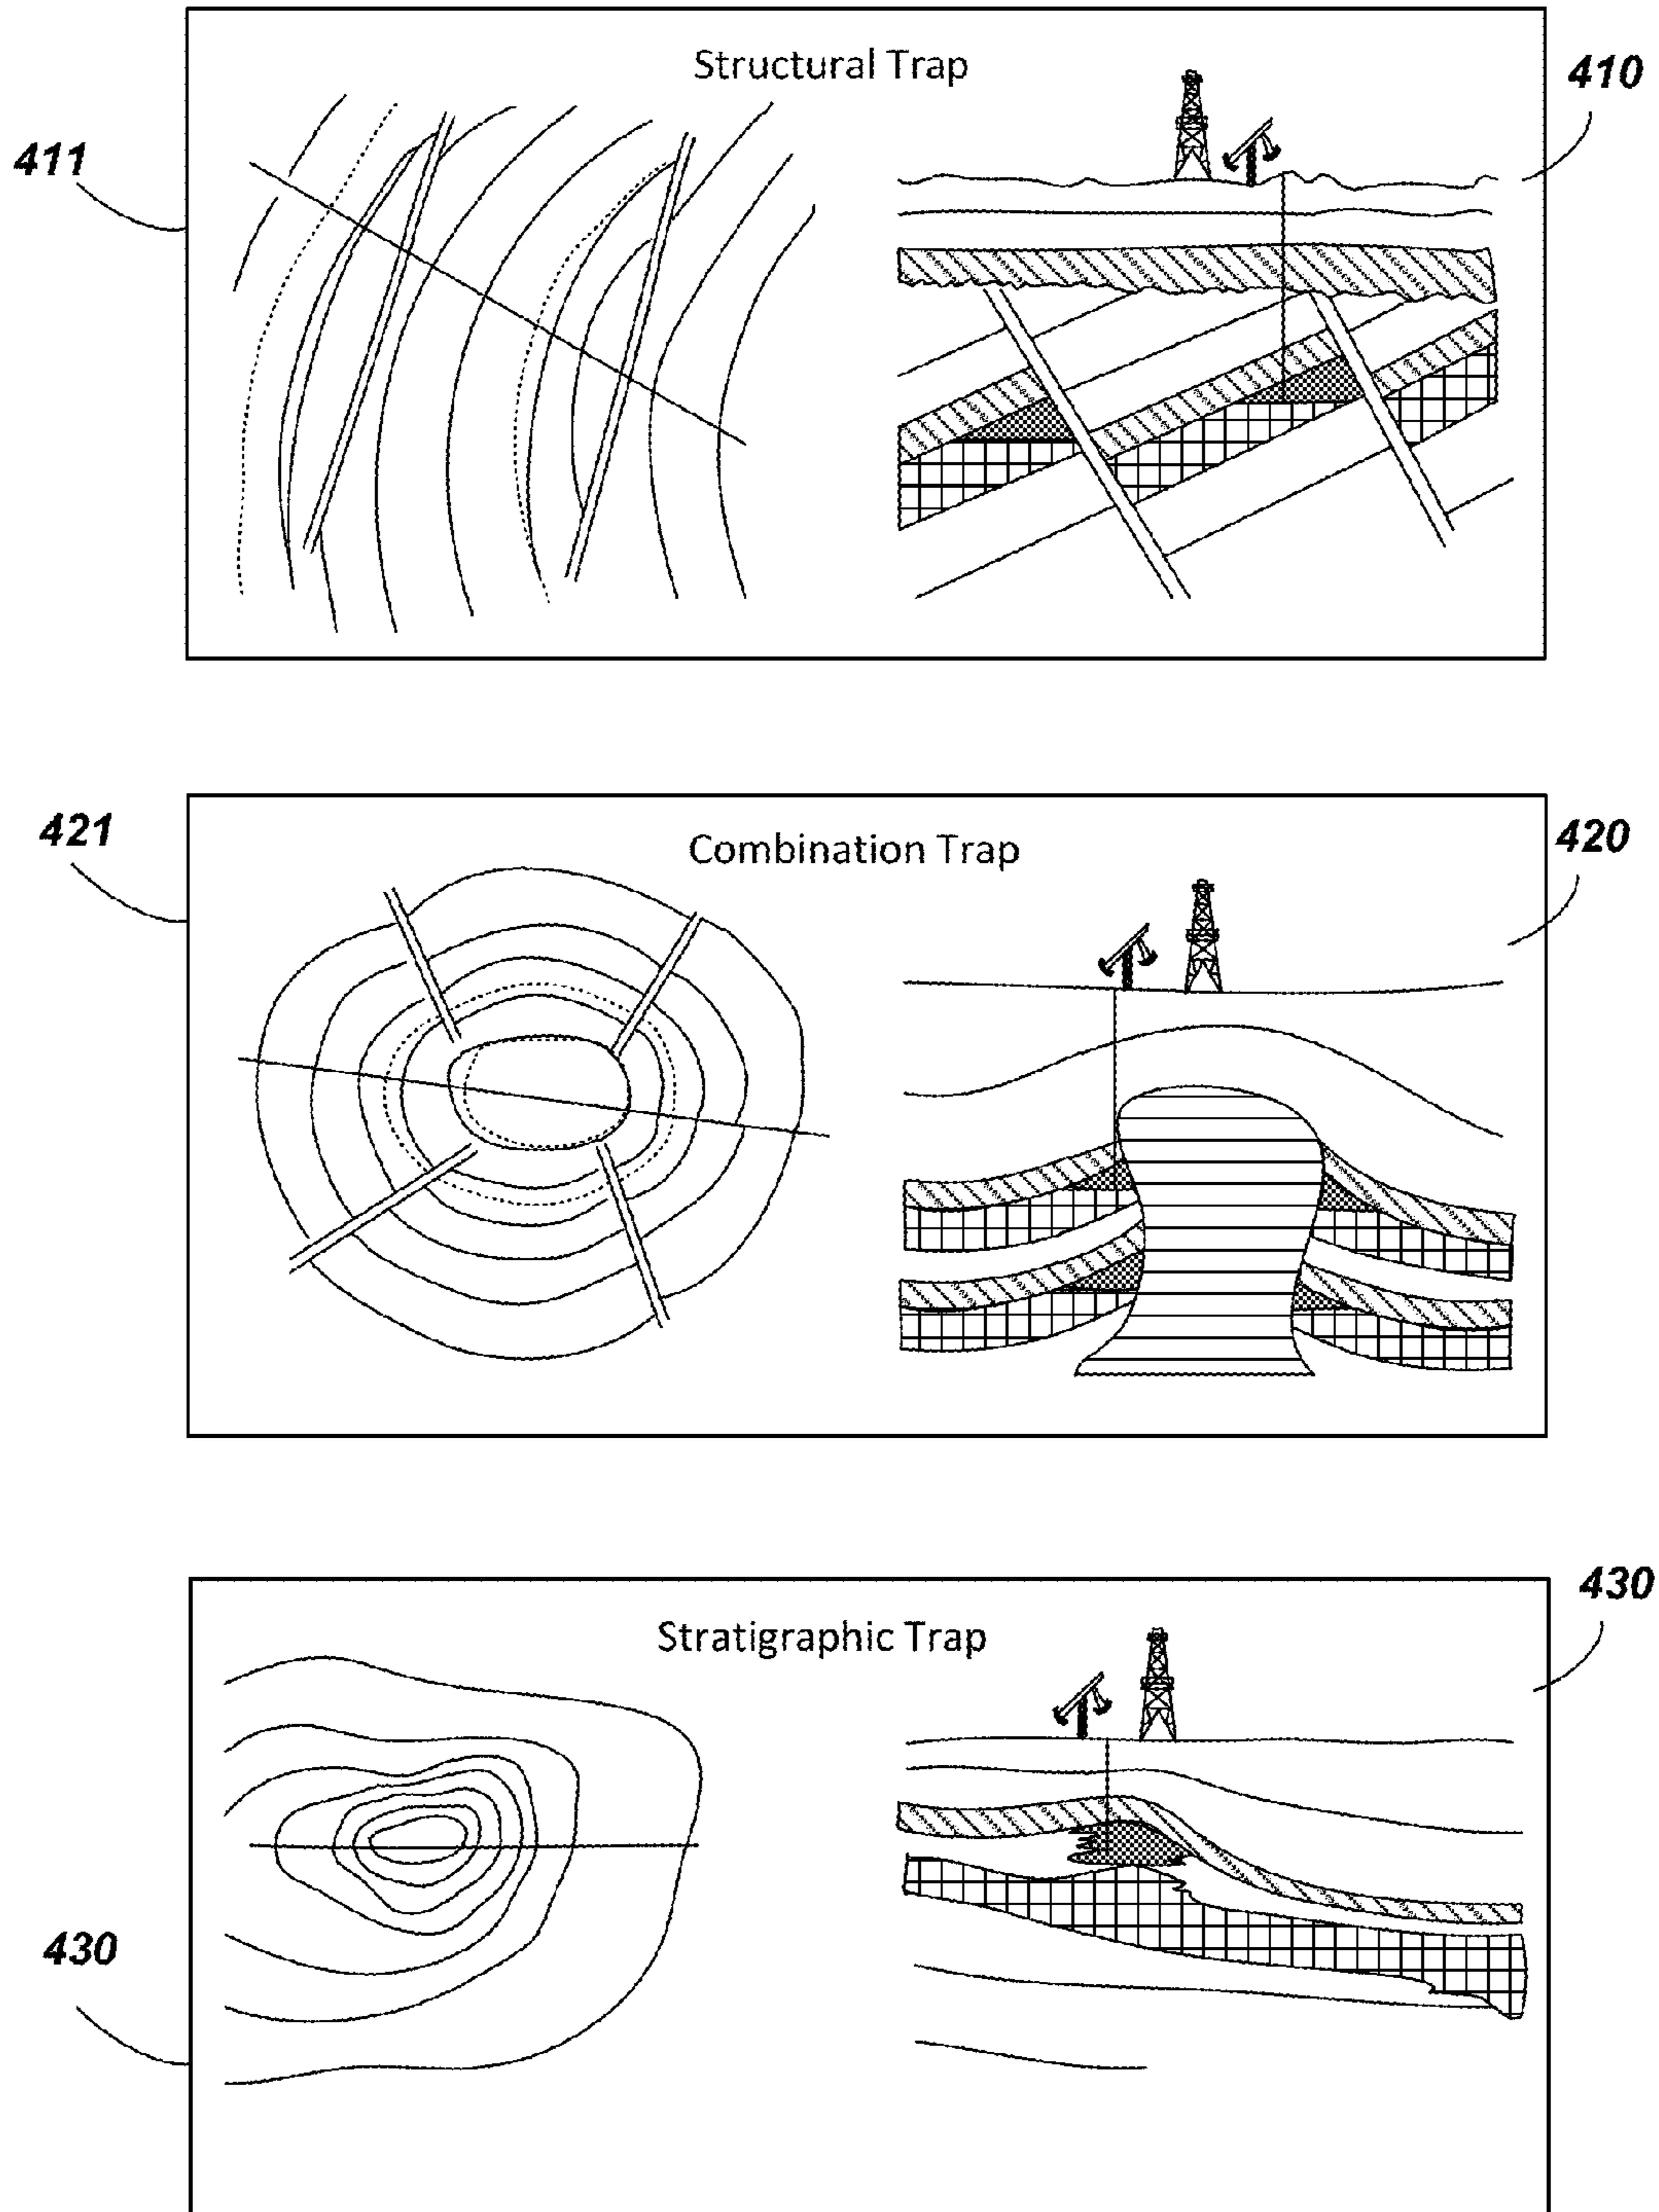 Structural Trap
410
411
421
Combination Trap
420
430
Stratigraphic Trap
430